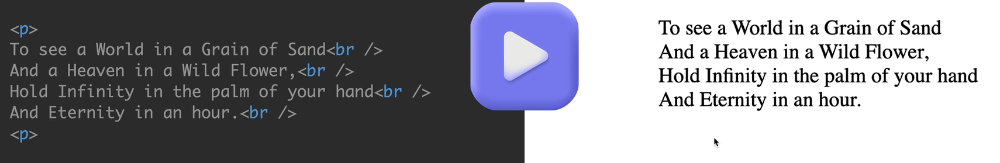 <p>
To see a World in a Grain of Sand<br />
And a Heaven in a Wild Flower,<br />
Hold Infinity in the palm of your hand<br />
And Eternity in an hour.<br />
<p>
To see a World in a Grain of Sand
And a Heaven in a Wild Flower,
Hold Infinity in the palm of your hand
And Eternity in an hour.